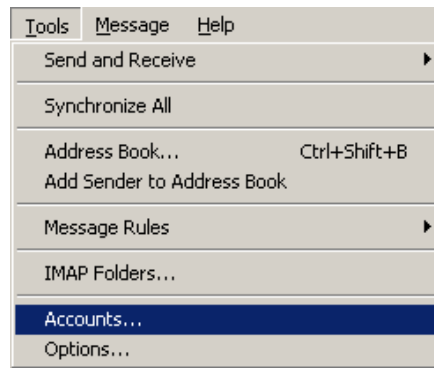 Tools Message Help
Send and Receive
Synchronize All
Address Book... Ctrl+Shift+B
Add Sender to Address Book
Message Rules
IMAP Folders...
Accounts...
Options...